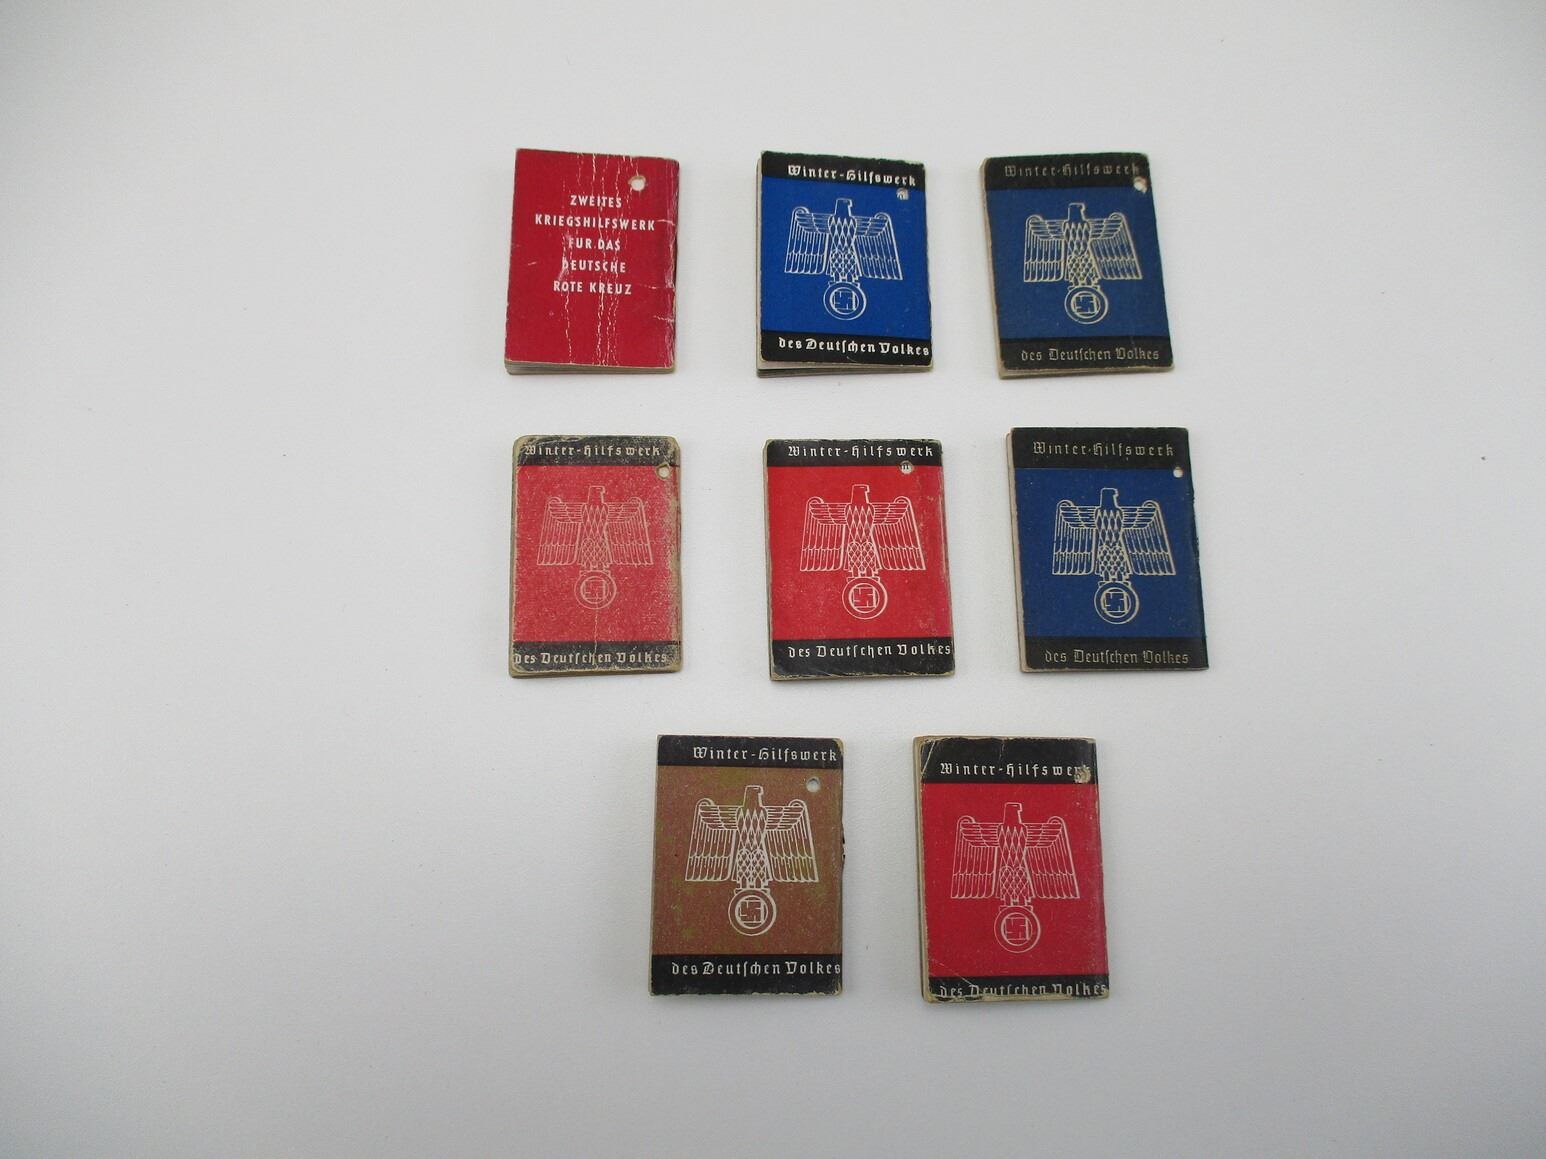 ZWEITES
KRIEGSHILFSWERK
FÜR DAS
DEUTSCHE
ROTE KREUZ
Winter-Hilfswerk
des Deutſchen Volkes
Winter-Hilfswerk
des Deutſchen Volkes
Winter-Hilfswerk
des Deutſchen Volkes
Winter-Hilfswerk
des Deutſchen Volkes
Winter-Hilfswerk
des Deutſchen Volkes
Winter-Hilfswerk
des Deutſchen Volkes
Winter-Hilfswerk
des Deutſchen Volkes